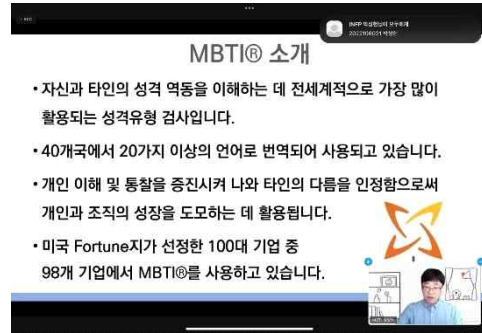 MBTI® 소개
• 자신과 타인의 성격 역동을 이해하는 데 전세계적으로 가장 많이
활용되는 성격유형 검사입니다.
• 40개국에서 20가지 이상의 언어로 번역되어 사용되고 있습니다.
• 개인 이해 및 통찰을 증진시켜 나와 타인의 다름을 인정함으로써
개인과 조직의 성장을 도모하는 데 활용됩니다.
• 미국 Fortune지가 선정한 100대 기업 중
98개 기업에서 MBTI®를 사용하고 있습니다.